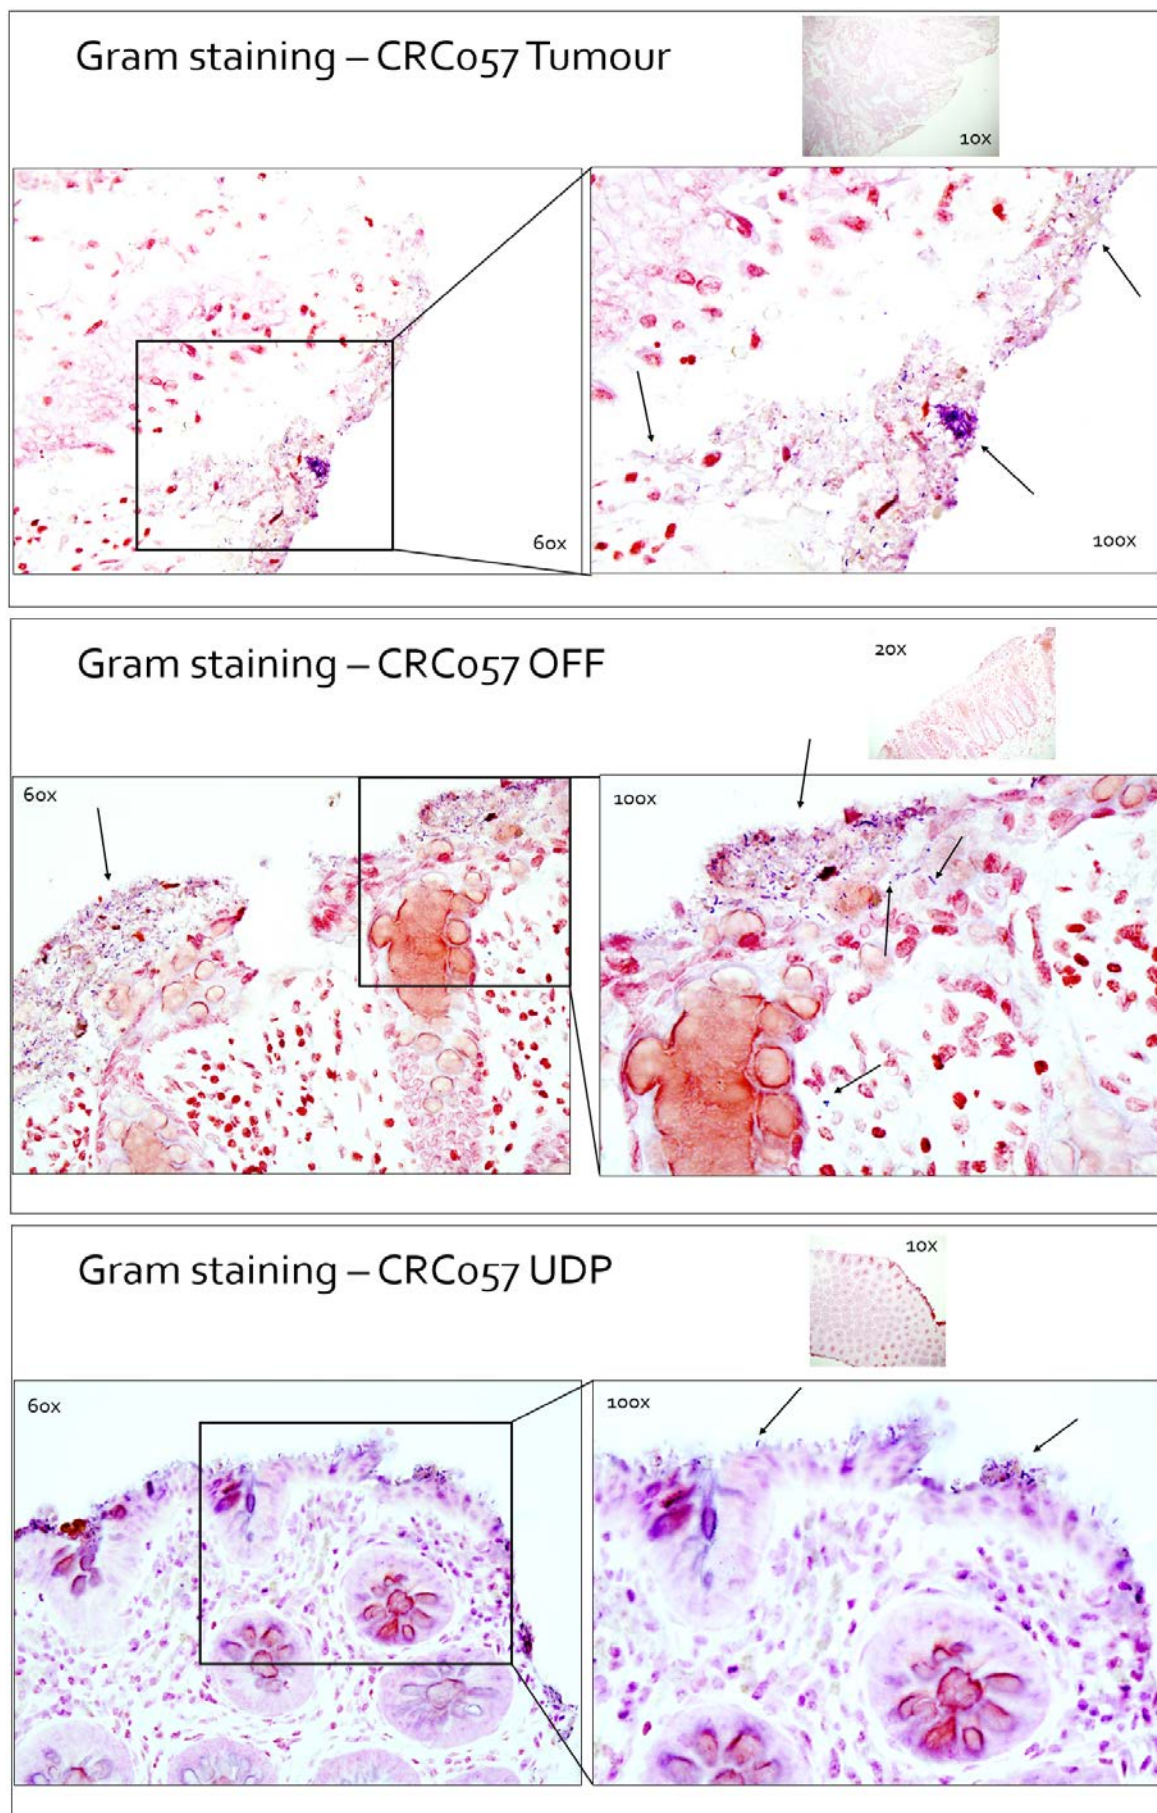 Gram staining – CRC057 Tumour
10x
60x
100x
Gram staining – CRC057 OFF
20x
60x
100x
Gram staining – CRC057 UDP
10x
60x
100x